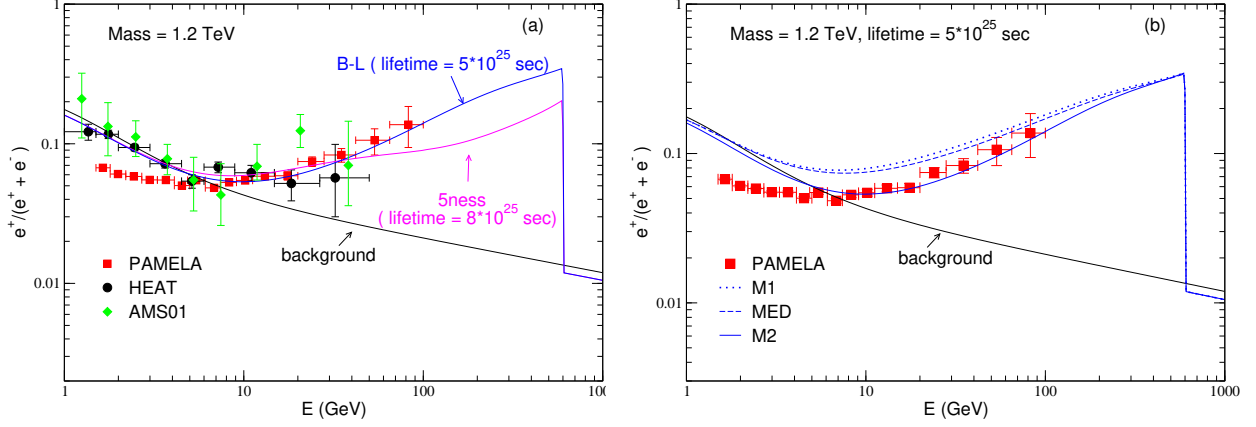 (a)
Mass = 1.2 TeV
B-L ( lifetime = 5*10^25 sec)
5ness
( lifetime = 8*10^25 sec)
background
PAMELA
HEAT
AMS01
1
0.1
0.01
1
10
100
1000
E (GeV)
e^+/(e^+ + e^-)
(b)
Mass = 1.2 TeV, lifetime = 5*10^25 sec
background
PAMELA
M1
MED
M2
1
0.1
0.01
1
10
100
1000
E (GeV)
e^+/(e^+ + e^-)